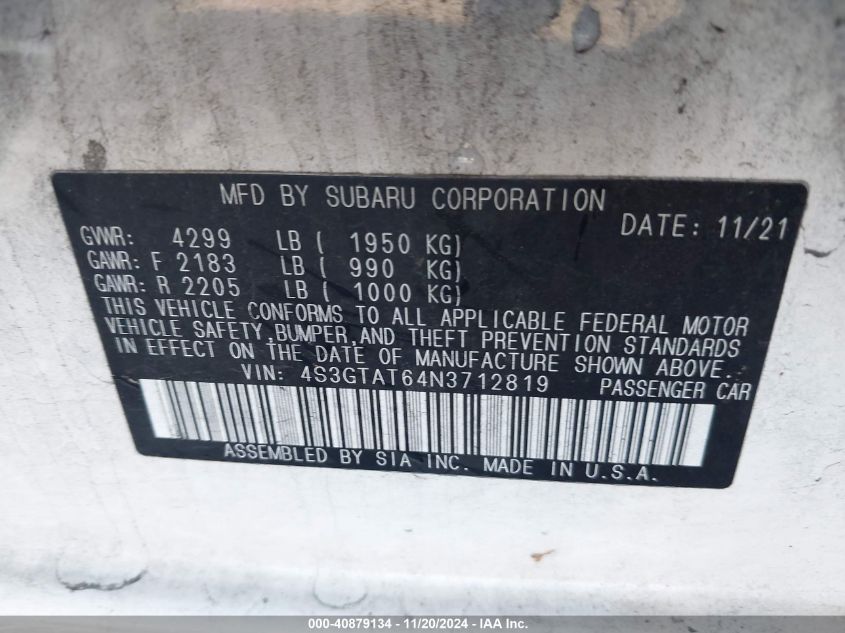 MFD BY SUBARU CORPORATION
DATE: 11/21
GVWR: 4299 LB ( 1950 KG)
GAWR: F 2183 LB ( 990 KG)
GAWR: R 2205 LB ( 1000 KG)
THIS VEHICLE CONFORMS TO ALL APPLICABLE FEDERAL MOTOR
VEHICLE SAFETY,BUMPER,AND THEFT PREVENTION STANDARDS
IN EFFECT ON THE DATE OF MANUFACTURE SHOWN ABOVE.
VIN: 4S3GTAT64N3712819 PASSENGER CAR
ASSEMBLED BY SIA INC. MADE IN U.S.A.
000-40879134 - 11/20/2024 - IAA Inc.